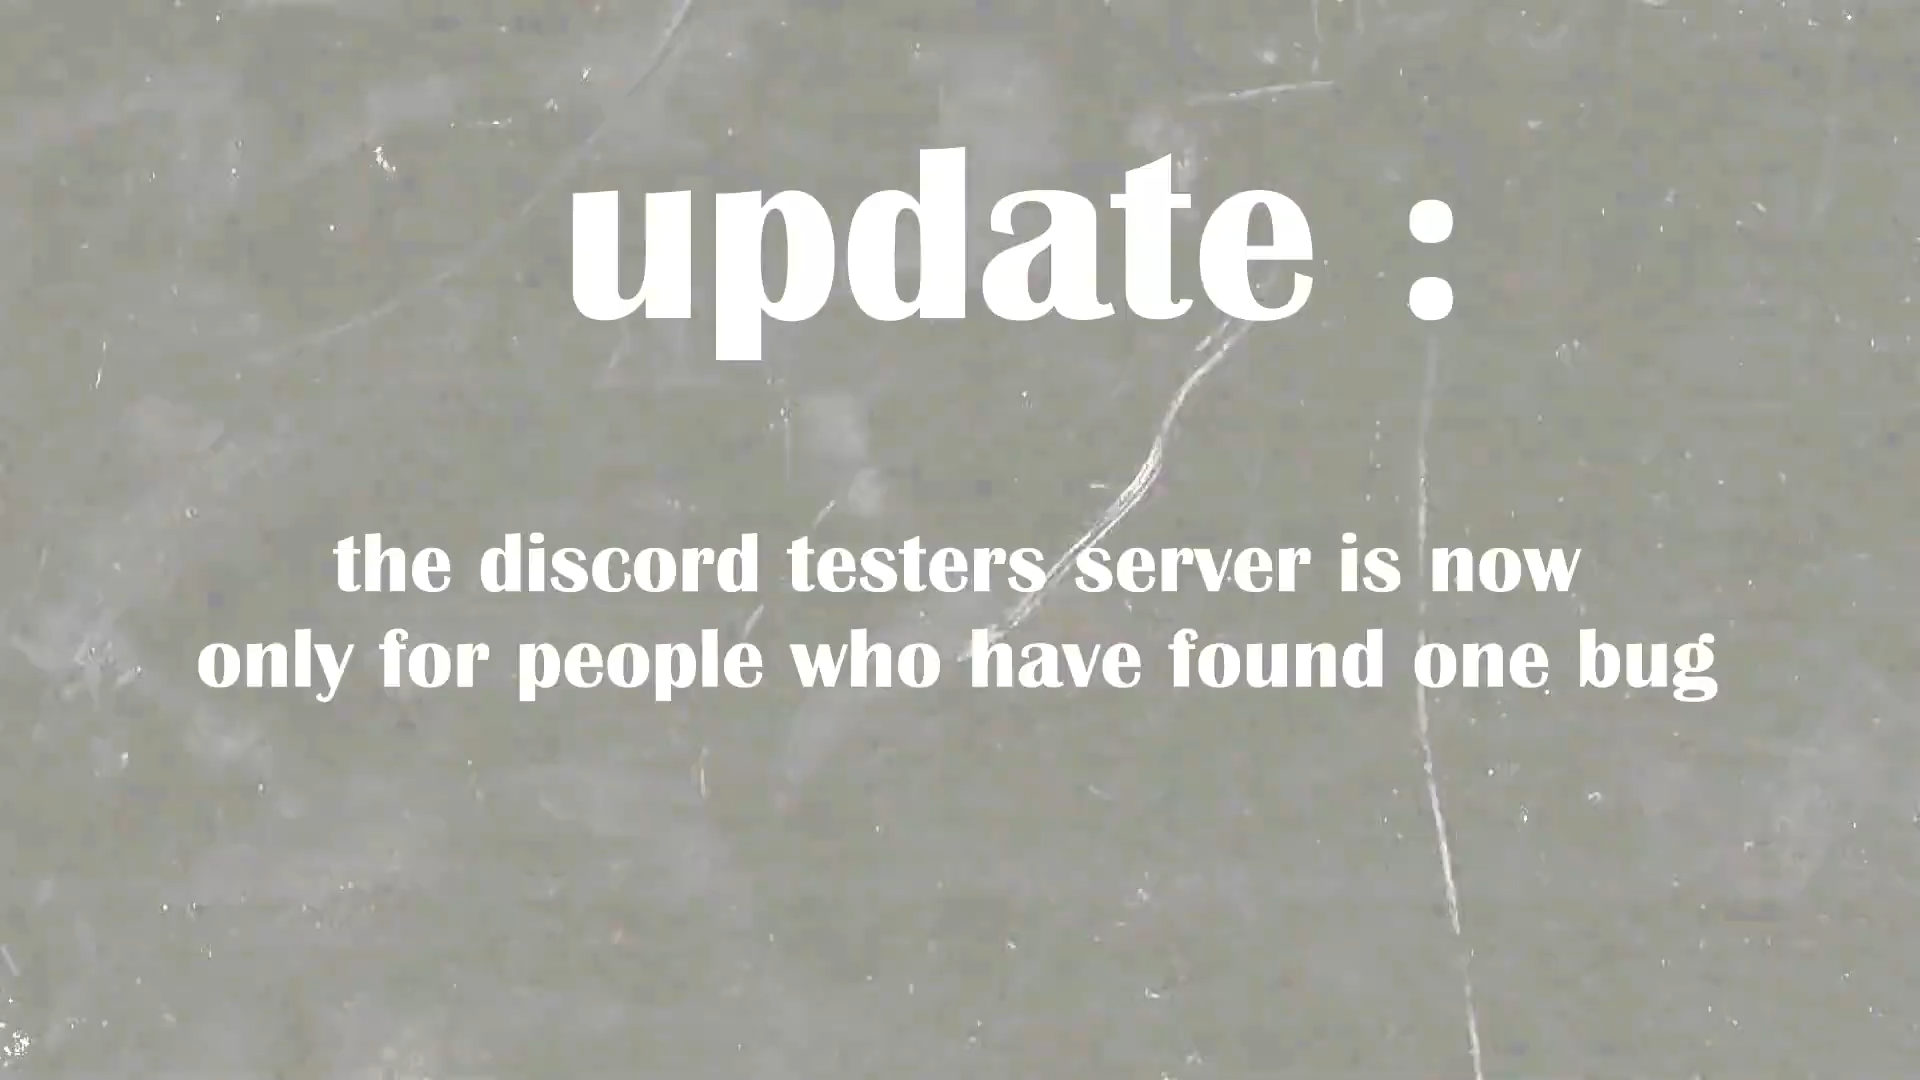 update :
the discord testers server is now
only for people who have found one bug